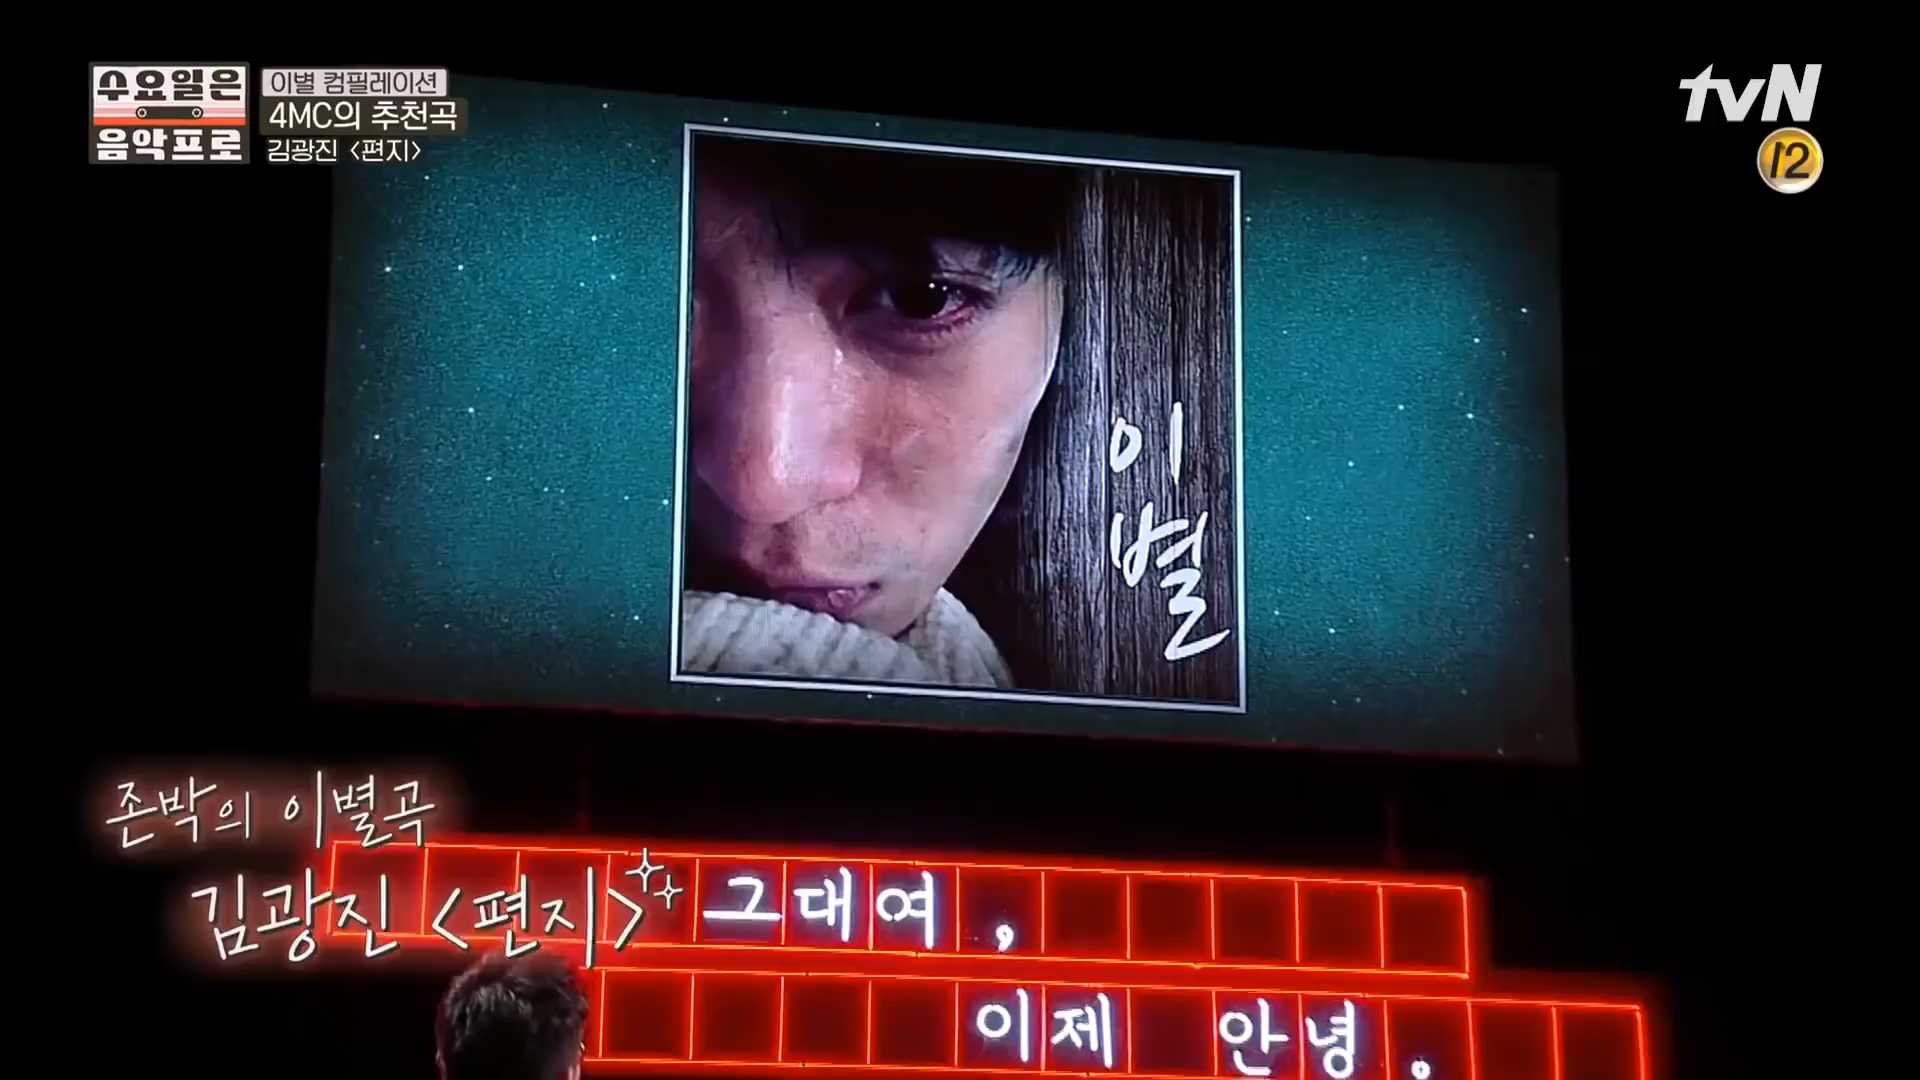 수요일은
음악프로
이별 컴필레이션
4MC의 추천곡
김광진 <편지>
tvN
12
이
별
존박의 이별곡
김광진 <편지>
그대여,
이제 안녕.